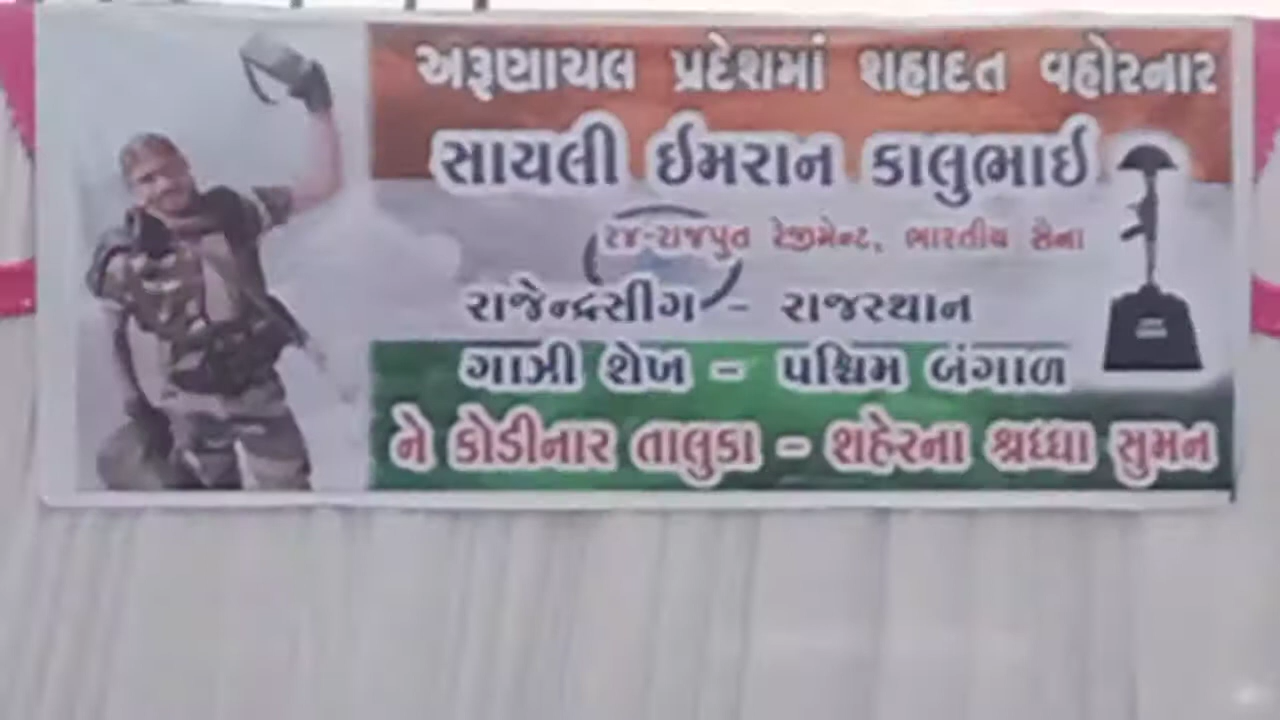 અરૂણાચલ પ્રદેશમાં શહાદત વહોરનાર
સાયલી ઈમરાન કાલુભાઈ
૨૪-રાજપુત રેજીમેન્ટ, ભારતીય સેના
રાજેન્દ્રસીગ - રાજસ્થાન
ગાઝી શેખ - પશ્ચિમ બંગાળ
ને કોડીનાર તાલુકા - શહેરના શ્રધ્ધા સુમન